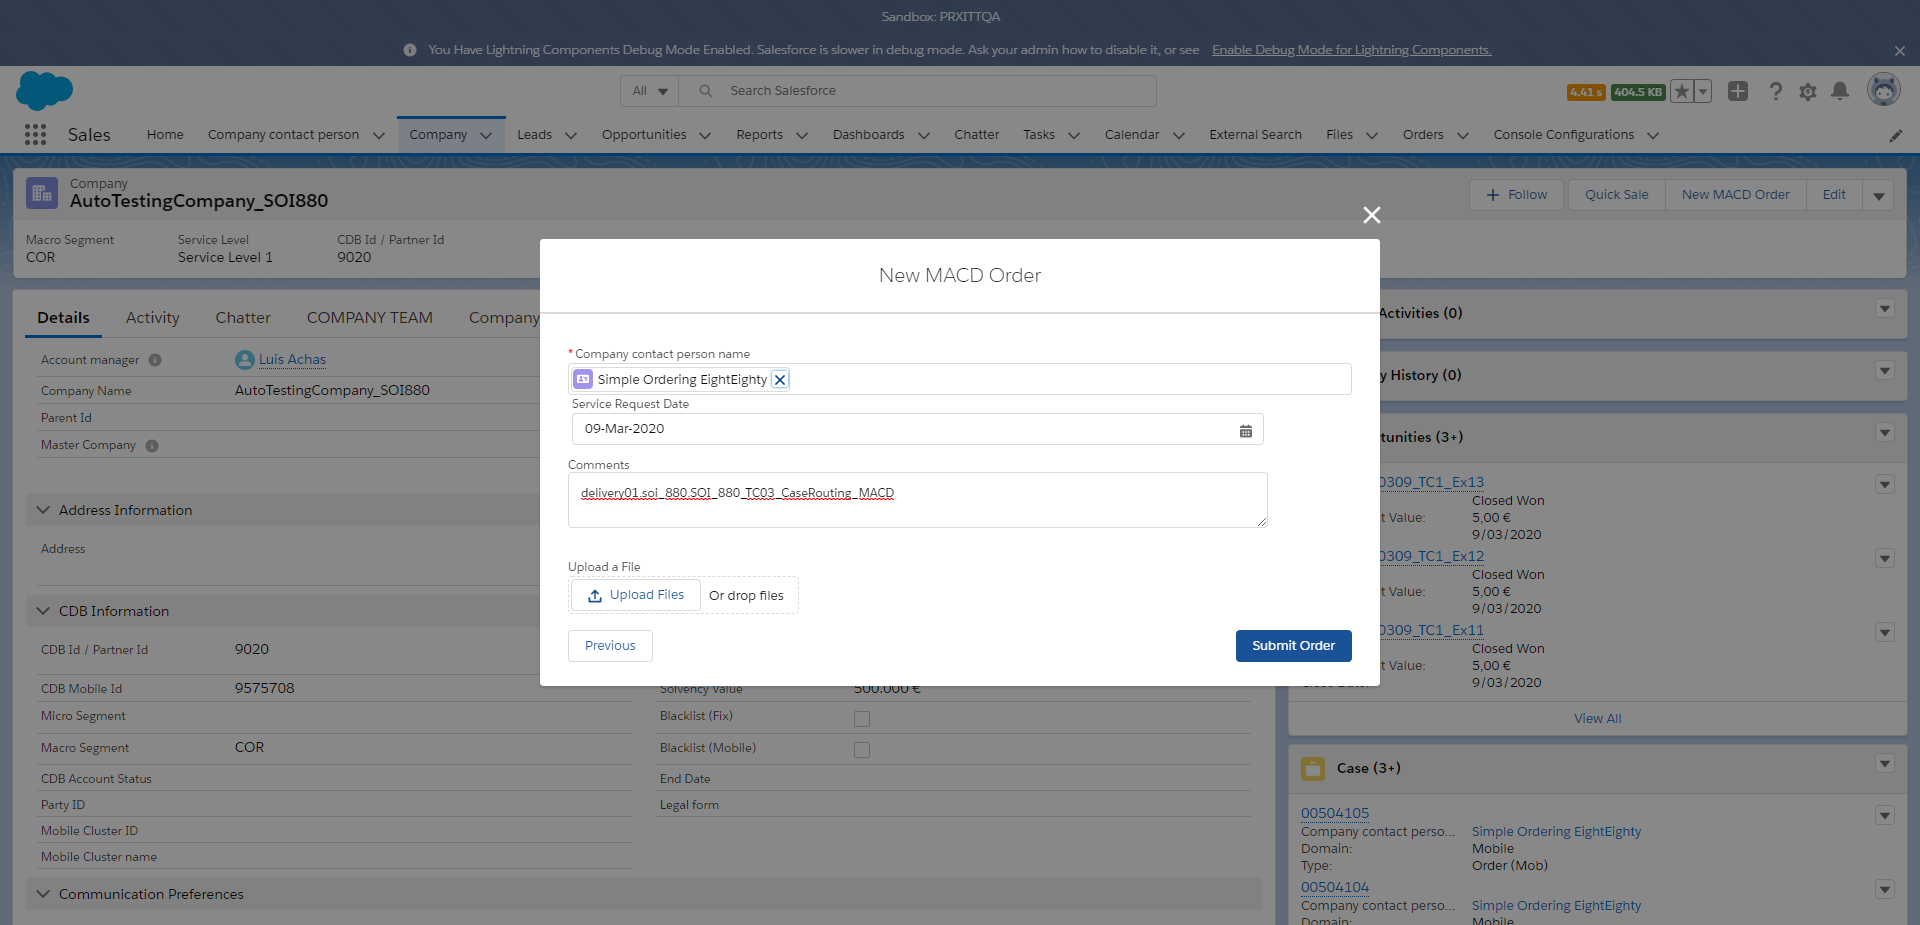 Sandbox: PRXITTQA
You Have Lightning Components Debug Mode Enabled. Salesforce is slower in debug mode. Ask your admin how to disable it, or see Enable Debug Mode for Lightning Components.
All
Search Salesforce
4.41 s 404.5 KB
Sales Home Company contact person Company Leads Opportunities Reports Dashboards Chatter Tasks Calendar External Search Files Orders Console Configurations
Company
AutoTestingCompany_SOI880
Follow Quick Sale New MACD Order Edit
Macro Segment Service Level CDB Id / Partner Id
COR Service Level 1 9020
Details Activity Chatter COMPANY TEAM Company
Account manager Luis Achas
Company Name AutoTestingCompany_SOI880
Parent Id
Master Company
Address Information
Address
CDB Information
CDB Id / Partner Id 9020
CDB Mobile Id 9575708
Micro Segment
Macro Segment COR
CDB Account Status
Party ID
Mobile Cluster ID
Mobile Cluster name
Communication Preferences
Solvency Value 500.000 €
Blacklist (Fix)
Blacklist (Mobile)
End Date
Legal form
New MACD Order
* Company contact person name
Simple Ordering EightEighty
Service Request Date
09-Mar-2020
Comments
delivery01.soi_880.SOI_880_TC03_CaseRouting_MACD
Upload a File
Upload Files Or drop files
Previous Submit Order
Activities (0)
y History (0)
tunities (3+)
0309_TC1_Ex13
Closed Won
t Value: 5,00 €
9/03/2020
0309_TC1_Ex12
Closed Won
t Value: 5,00 €
9/03/2020
0309_TC1_Ex11
Closed Won
t Value: 5,00 €
9/03/2020
View All
Case (3+)
00504105
Company contact perso... Simple Ordering EightEighty
Domain: Mobile
Type: Order (Mob)
00504104
Company contact perso... Simple Ordering EightEighty
Domain: Mobile